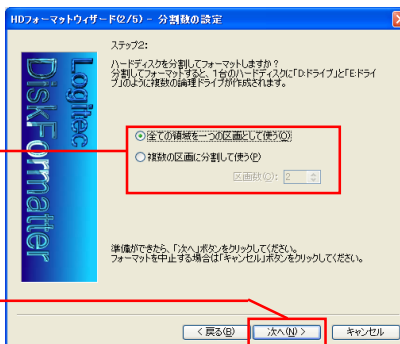 HDフォーマットウィザード(2/5) - 分割数の設定
Logitec
DiskFormatter
ステップ2:
ハードディスクを分割してフォーマットしますか?
分割してフォーマットすると、1台のハードディスクに「D:ドライブ」と「E:ドライ
ブ」のように複数の論理ドライブが作成されます。
全ての領域を一つの区画として使う(O)
複数の区画に分割して使う(P)
区画数(C): 2
準備ができたら、「次へ」ボタンをクリックしてください。
フォーマットを中止する場合は「キャンセル」ボタンをクリックしてください。
< 戻る(B) 次へ(N) > キャンセル